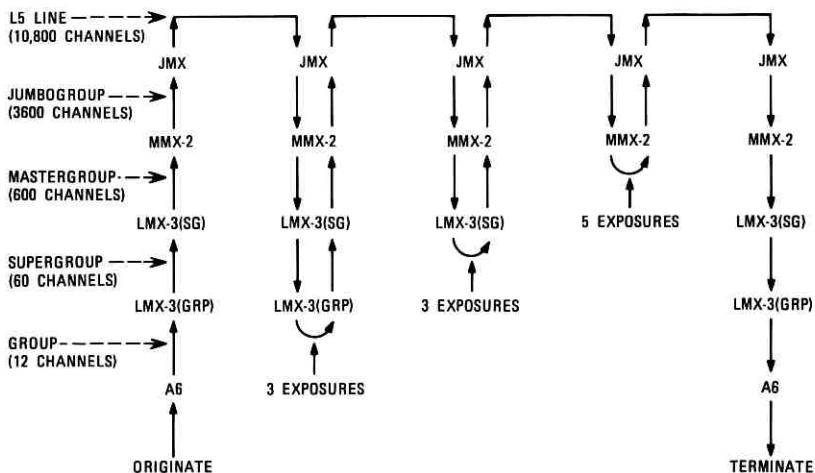 L5 LINE
(10,800 CHANNELS)
JMX JMX JMX JMX JMX
JUMBOGROUP
(3600 CHANNELS)
MMX-2 MMX-2 MMX-2 MMX-2 MMX-2
MASTERGROUP
(600 CHANNELS)
LMX-3(SG) LMX-3(SG) LMX-3(SG) 5 EXPOSURES LMX-3(SG)
SUPERGROUP
(60 CHANNELS)
LMX-3(GRP) LMX-3(GRP) 3 EXPOSURES LMX-3(GRP)
GROUP
(12 CHANNELS)
A6 3 EXPOSURES A6
ORIGINATE TERMINATE